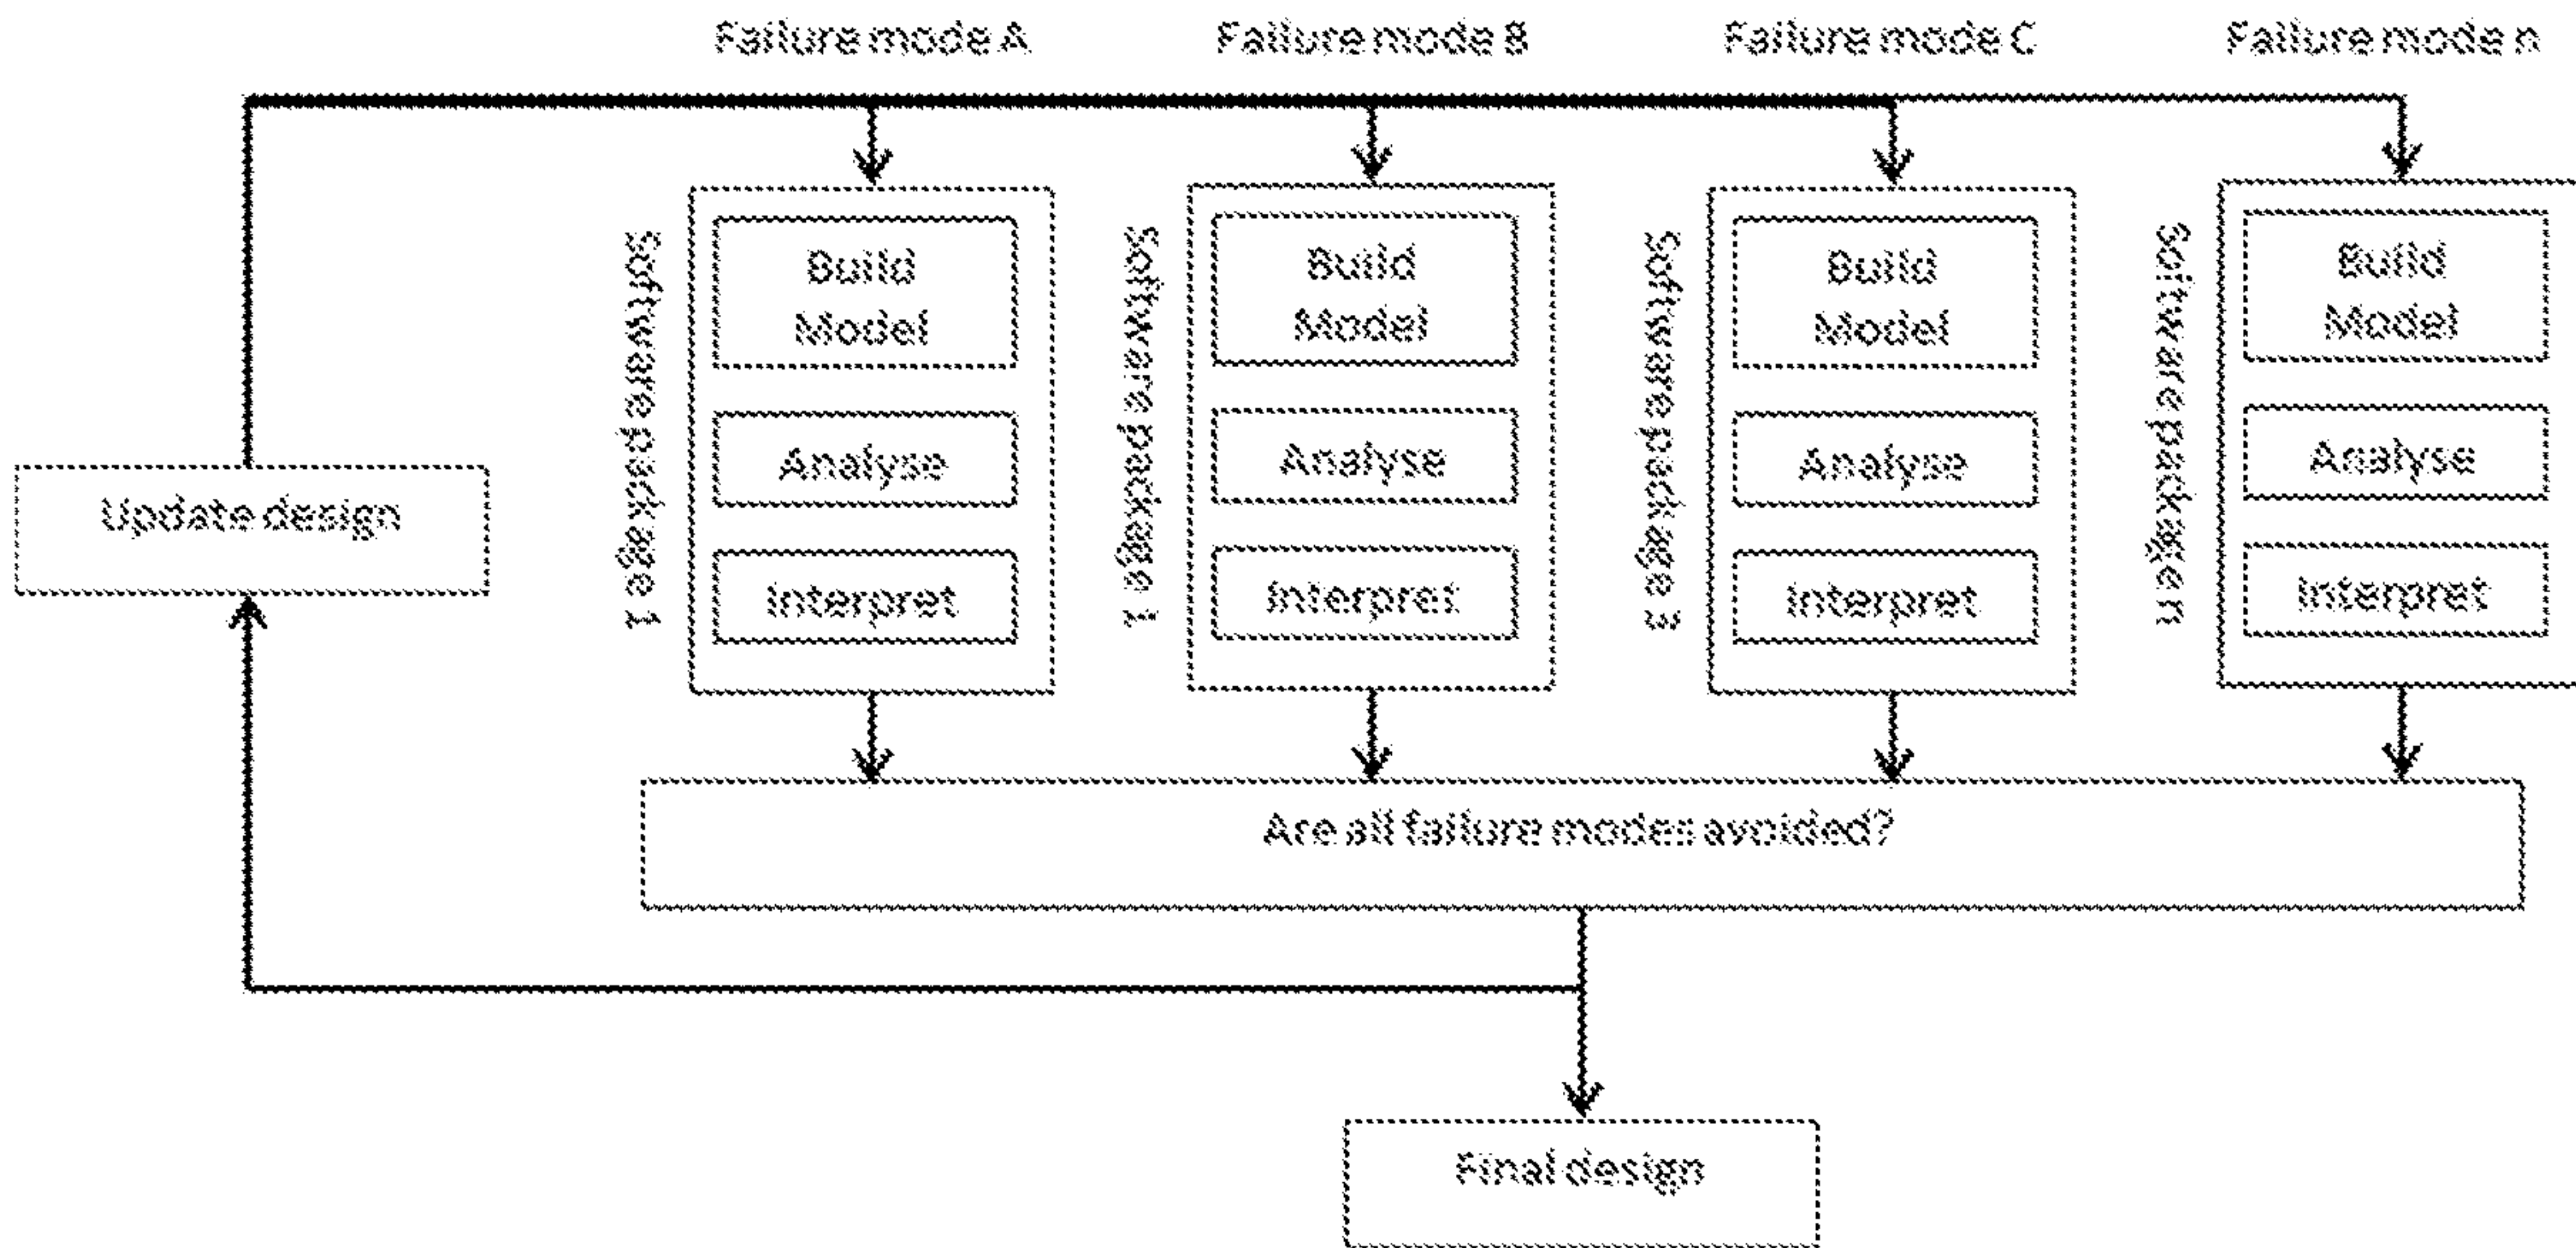 Failure mode A
Failure mode B
Failure mode C
Failure mode n
Software package 1
Build
Model
Analyse
Interpret
Software package 1
Build
Model
Analyse
Interpret
Software package 3
Build
Model
Analyse
Interpret
Software packagen
Build
Model
Analyse
Interpret
Update design
Are all failure modes avoided?
Final design